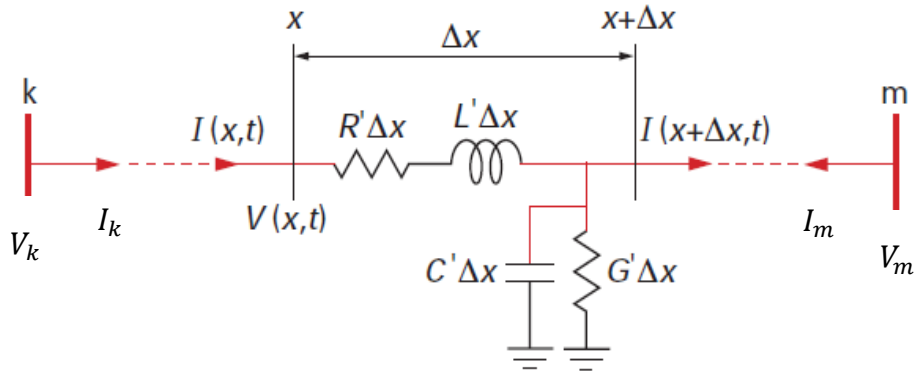 x
x+Δx
Δx
k
m
I (x,t)
R'Δx
L'Δx
I (x+Δx,t)
I_k
V (x,t)
I_m
V_k
V_m
C'Δx
G'Δx